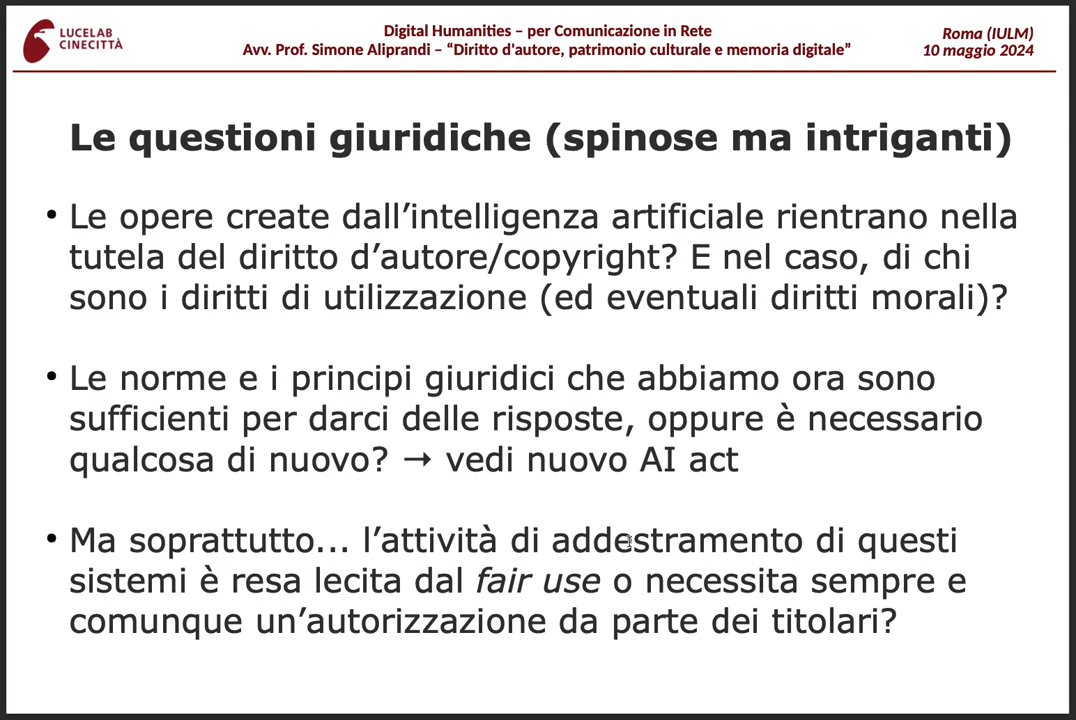 LUCELAB
CINECITTÀ
Digital Humanities – per Comunicazione in Rete
Avv. Prof. Simone Aliprandi – “Diritto d'autore, patrimonio culturale e memoria digitale”
Roma (IULM)
10 maggio 2024
Le questioni giuridiche (spinose ma intriganti)
• Le opere create dall’intelligenza artificiale rientrano nella
tutela del diritto d’autore/copyright? E nel caso, di chi
sono i diritti di utilizzazione (ed eventuali diritti morali)?
• Le norme e i principi giuridici che abbiamo ora sono
sufficienti per darci delle risposte, oppure è necessario
qualcosa di nuovo? → vedi nuovo AI act
• Ma soprattutto... l’attività di addestramento di questi
sistemi è resa lecita dal fair use o necessita sempre e
comunque un’autorizzazione da parte dei titolari?